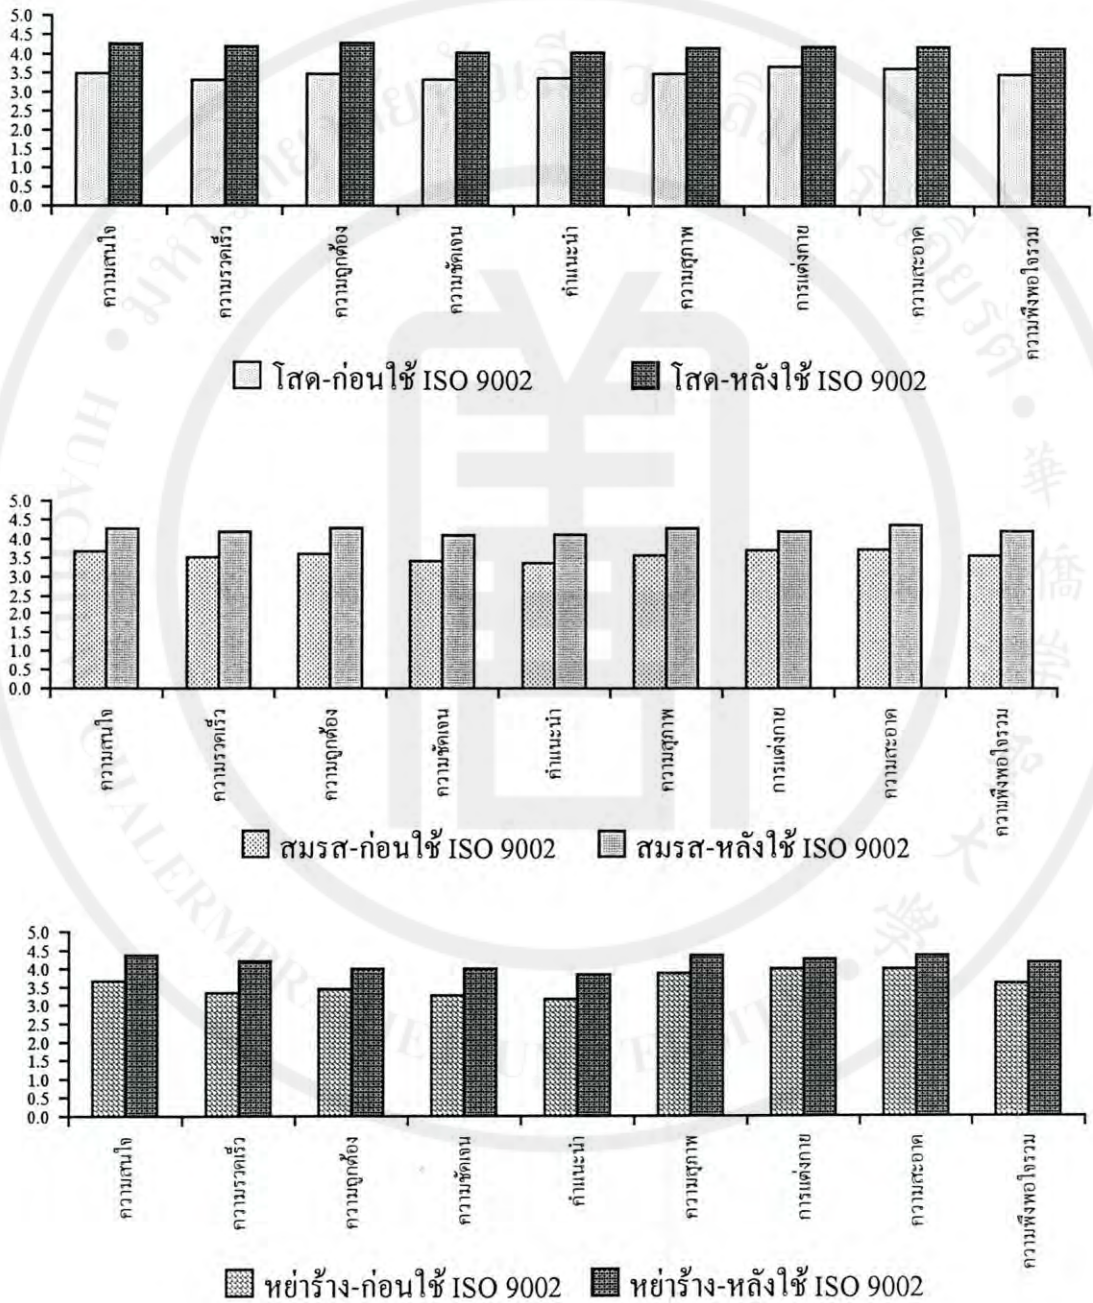 5.0
4.5
4.0
3.5
3.0
2.5
2.0
1.5
1.0
0.5
0.0
ความสนใจ
ความรวดเร็ว
ความถูกต้อง
ความชัดเจน
คำแนะนำ
ความสุภาพ
การแต่งกาย
ความสะอาด
ความพึงพอใจรวม
โสด-ก่อนใช้ ISO 9002 โสด-หลังใช้ ISO 9002
5.0
4.5
4.0
3.5
3.0
2.5
2.0
1.5
1.0
0.5
0.0
ความสนใจ
ความรวดเร็ว
ความถูกต้อง
ความชัดเจน
คำแนะนำ
ความสุภาพ
การแต่งกาย
ความสะอาด
ความพึงพอใจรวม
สมรส-ก่อนใช้ ISO 9002 สมรส-หลังใช้ ISO 9002
5.0
4.5
4.0
3.5
3.0
2.5
2.0
1.5
1.0
0.5
0.0
ความสนใจ
ความรวดเร็ว
ความถูกต้อง
ความชัดเจน
คำแนะนำ
ความสุภาพ
การแต่งกาย
ความสะอาด
ความพึงพอใจรวม
หย่าร้าง-ก่อนใช้ ISO 9002 หย่าร้าง-หลังใช้ ISO 9002